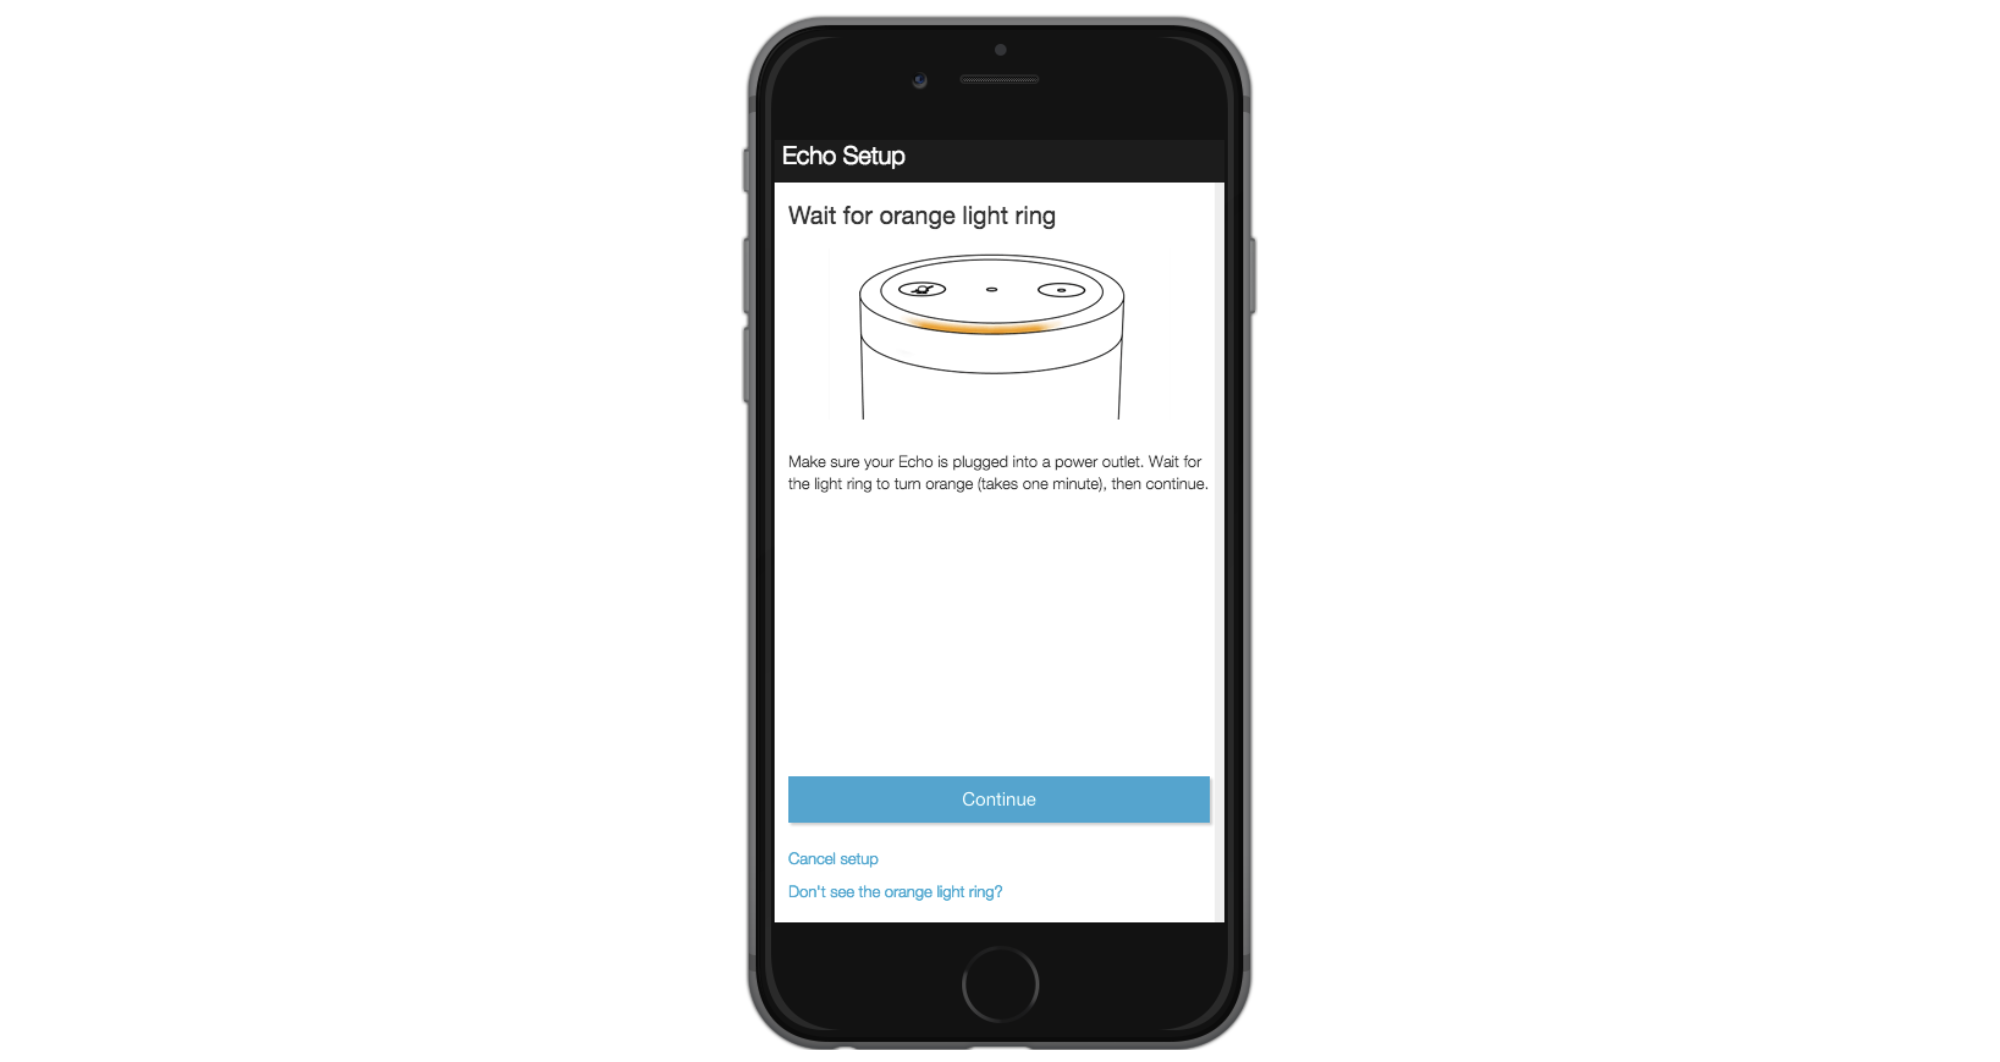 Echo Setup
Wait for orange light ring
Make sure your Echo is plugged into a power outlet. Wait for
the light ring to turn orange (takes one minute), then continue.
Continue
Cancel setup
Don't see the orange light ring?